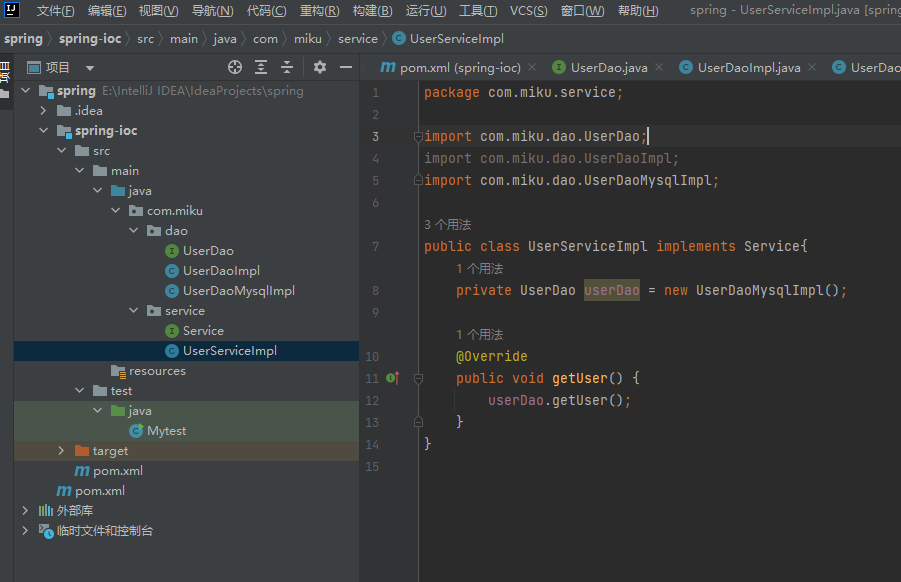 文件(F) 编辑(E) 视图(V) 导航(N) 代码(C) 重构(R) 构建(B) 运行(U) 工具(T) VCS(S) 窗口(W) 帮助(H) spring - UserServiceImpl.java [spring
spring spring-ioc src main java com miku service UserServiceImpl
项目
项目
pom.xml (spring-ioc) UserDao.java UserDaoImpl.java UserDao
spring E:\IntelliJ IDEA\IdeaProjects\spring
.idea
spring-ioc
src
main
java
com.miku
dao
UserDao
UserDaoImpl
UserDaoMysqlImpl
service
Service
UserServiceImpl
resources
test
java
Mytest
target
pom.xml
pom.xml
外部库
临时文件和控制台
1 package com.miku.service;
2
3 import com.miku.dao.UserDao;
4 import com.miku.dao.UserDaoImpl;
5 import com.miku.dao.UserDaoMysqlImpl;
6
3 个用法
7 public class UserServiceImpl implements Service{
1 个用法
8 private UserDao userDao = new UserDaoMysqlImpl();
9
1 个用法
10 @Override
11 public void getUser() {
12 userDao.getUser();
13 }
14 }
15